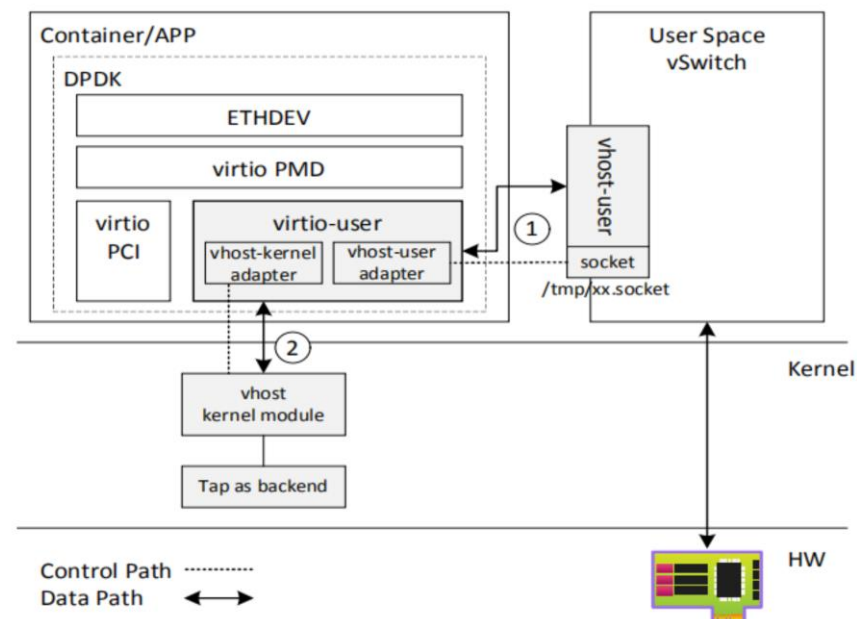 Container/APP
DPDK
ETHDEV
virtio PMD
virtio
PCI
virtio-user
vhost-kernel
adapter
vhost-user
adapter
1
User Space
vSwitch
vhost-user
socket
/tmp/xx.socket
2
Kernel
vhost
kernel module
Tap as backend
HW
Control Path
Data Path